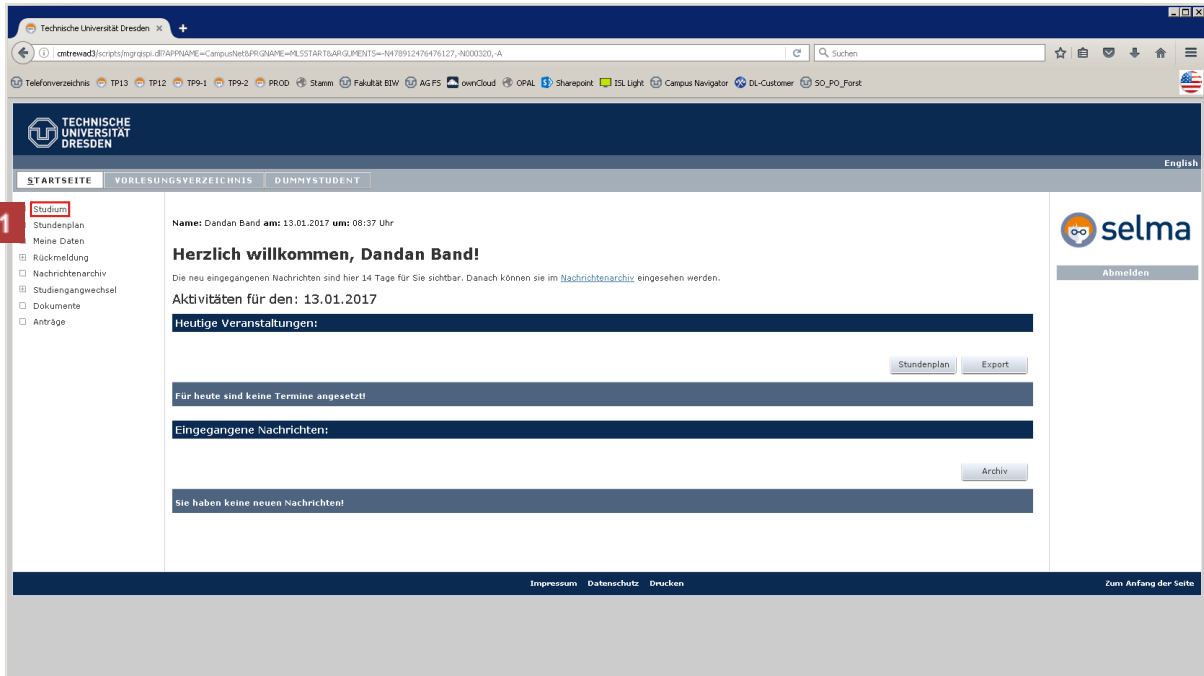 Technische Universität Dresden × +
cmtrewad3/scripts/mgrqispi.dll?APPNAME=CampusNet&PRGNAME=MLSSTART&ARGUMENTS=-N478912476476127,-N000320,-A
Suchen
Telefonverzeichnis TP13 TP12 TP9-1 TP9-2 PROD Stamm Fakultät BIW AG FS ownCloud OPAL Sharepoint ISL Light Campus Navigator DL-Customer SO_PO_Forst
TECHNISCHE
UNIVERSITÄT
DRESDEN
English
STARTSEITE VORLESUNGSVERZEICHNIS DUMMYSTUDENT
1
Studium
Stundenplan
Meine Daten
Rückmeldung
Nachrichtenarchiv
Studiengangwechsel
Dokumente
Anträge
Name: Dandan Band am: 13.01.2017 um: 08:37 Uhr
Herzlich willkommen, Dandan Band!
Die neu eingegangenen Nachrichten sind hier 14 Tage für Sie sichtbar. Danach können sie im Nachrichtenarchiv eingesehen werden.
Aktivitäten für den: 13.01.2017
Heutige Veranstaltungen:
Stundenplan Export
Für heute sind keine Termine angesetzt!
Eingegangene Nachrichten:
Archiv
Sie haben keine neuen Nachrichten!
selma
Abmelden
Impressum Datenschutz Drucken
Zum Anfang der Seite